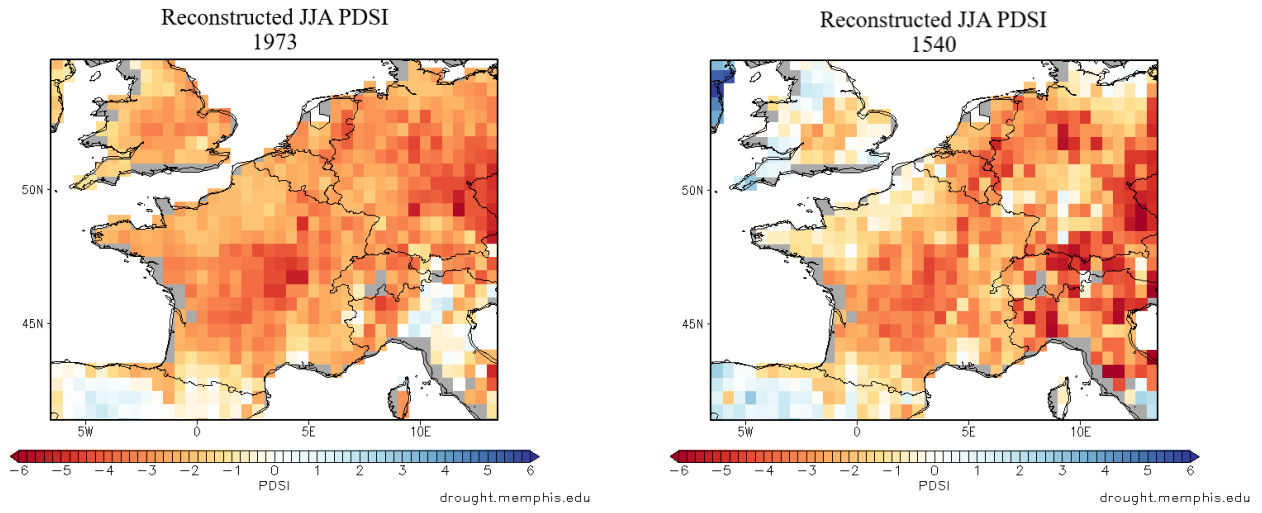 Reconstructed JJA PDSI
1973
50N
45N
5W 0 5E 10E
-6 -5 -4 -3 -2 -1 0 1 2 3 4 5 6
PDSI
drought.memphis.edu
Reconstructed JJA PDSI
1540
50N
45N
5W 0 5E 10E
-6 -5 -4 -3 -2 -1 0 1 2 3 4 5 6
PDSI
drought.memphis.edu